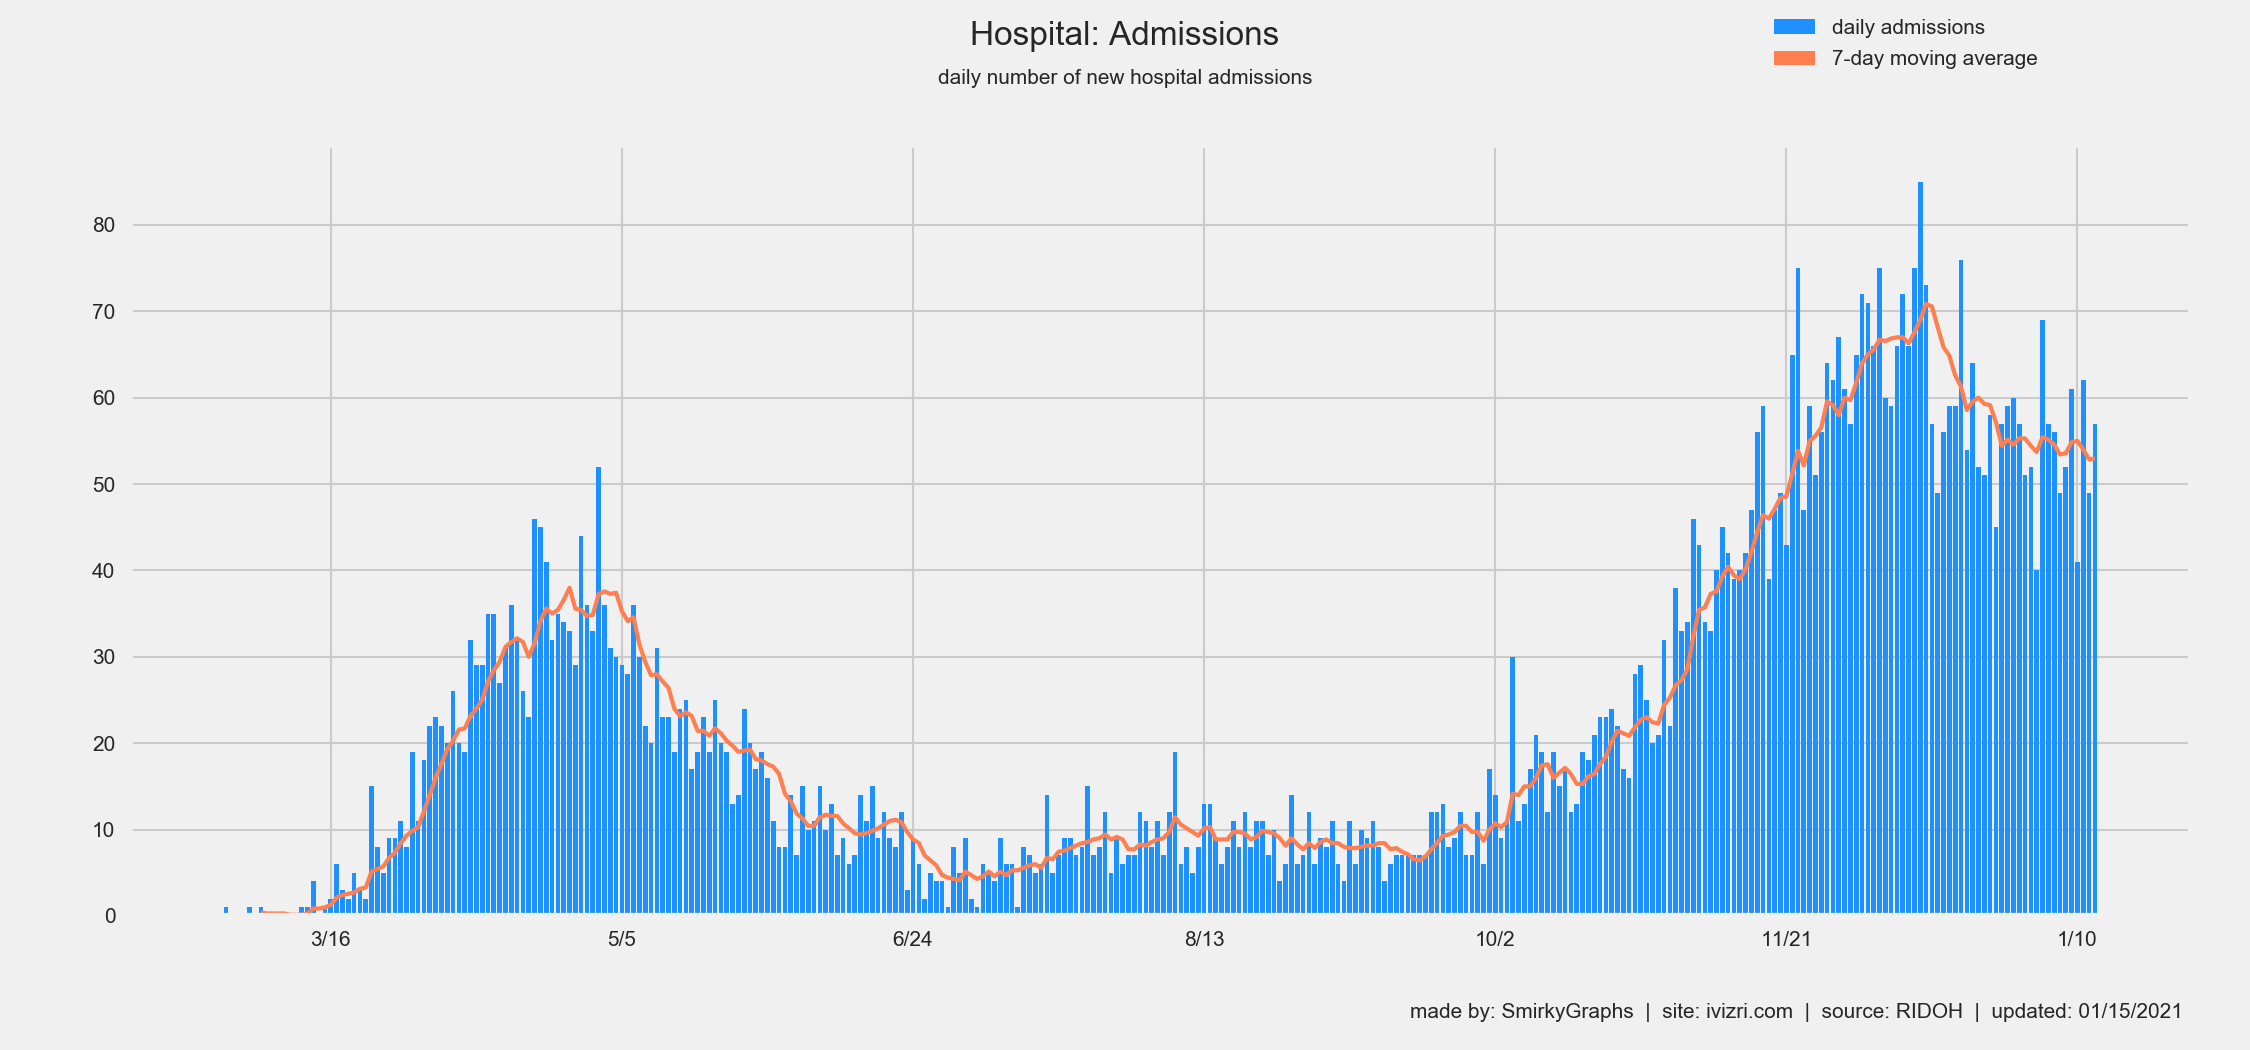 Hospital: Admissions
daily number of new hospital admissions
daily admissions
7-day moving average
80
70
60
50
40
30
20
10
0
3/16 5/5 6/24 8/13 10/2 11/21 1/10
made by: SmirkyGraphs | site: ivizri.com | source: RIDOH | updated: 01/15/2021